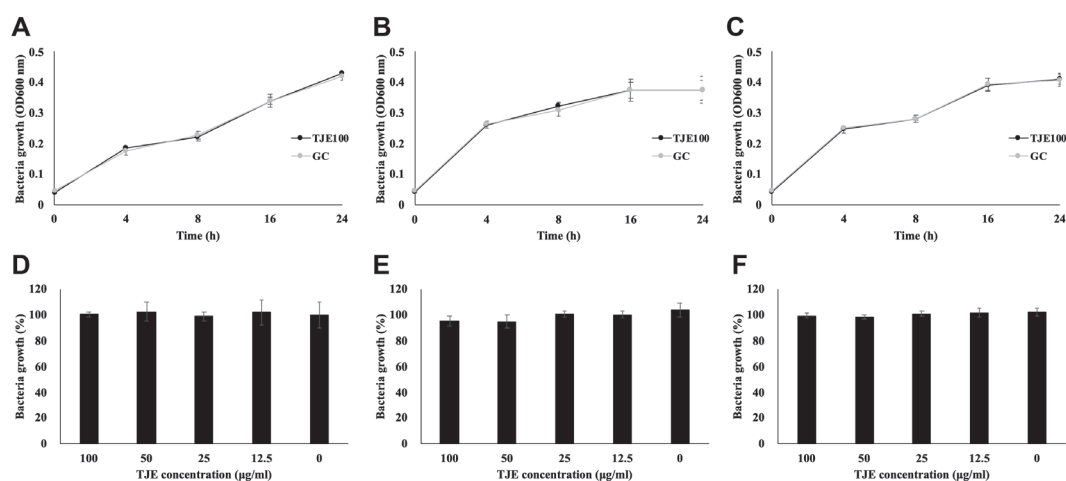 A
Bacteria growth (OD600 nm)
0.5
0.4
0.3
0.2
0.1
0
0 4 8 16 24
Time (h)
TJE100
GC
B
Bacteria growth (OD600 nm)
0.5
0.4
0.3
0.2
0.1
0
0 4 8 16 24
Time (h)
TJE100
GC
C
Bacteria growth (OD600 nm)
0.5
0.4
0.3
0.2
0.1
0
0 4 8 16 24
Time (h)
TJE100
GC
D
Bacteria growth (%)
120
100
80
60
40
20
0
100 50 25 12.5 0
TJE concentration (μg/ml)
E
Bacteria growth (%)
120
100
80
60
40
20
0
100 50 25 12.5 0
TJE concentration (μg/ml)
F
Bacteria growth (%)
120
100
80
60
40
20
0
100 50 25 12.5 0
TJE concentration (μg/ml)